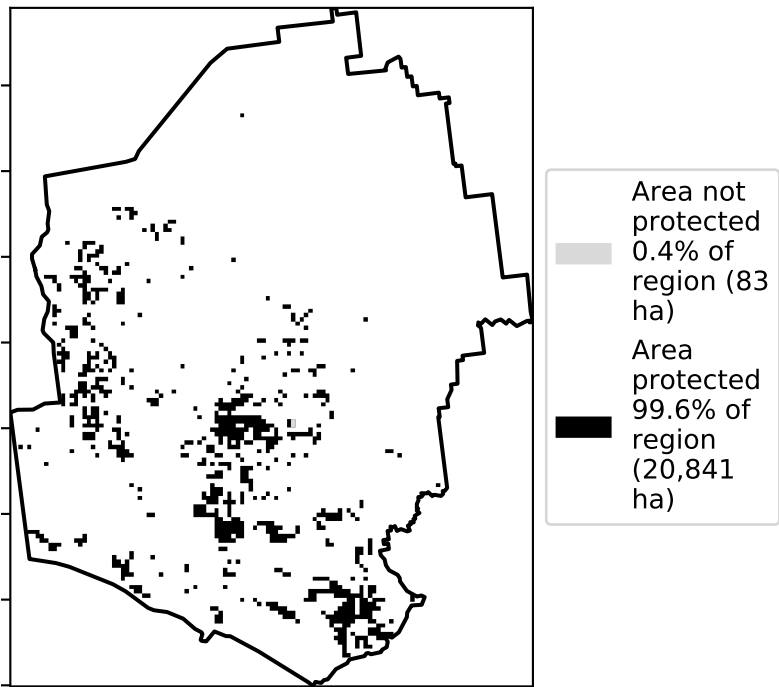 Area not
protected
0.4% of
region (83
ha)
Area
protected
99.6% of
region
(20,841
ha)